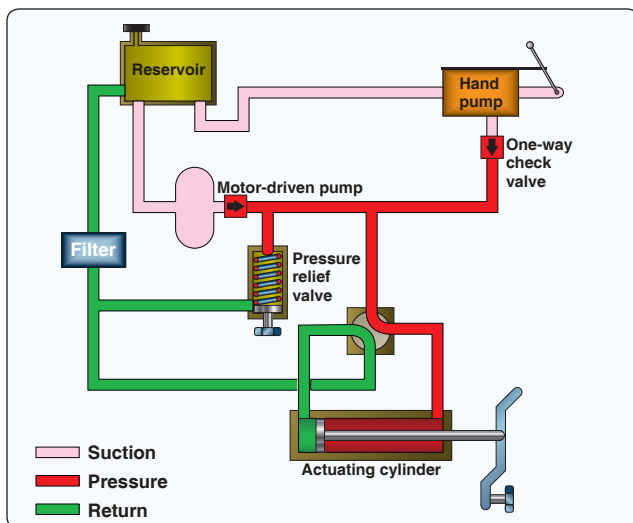 Reservoir
Hand
pump
One-way
check
valve
Motor-driven pump
Filter
Pressure
relief
valve
Actuating cylinder
Suction
Pressure
Return